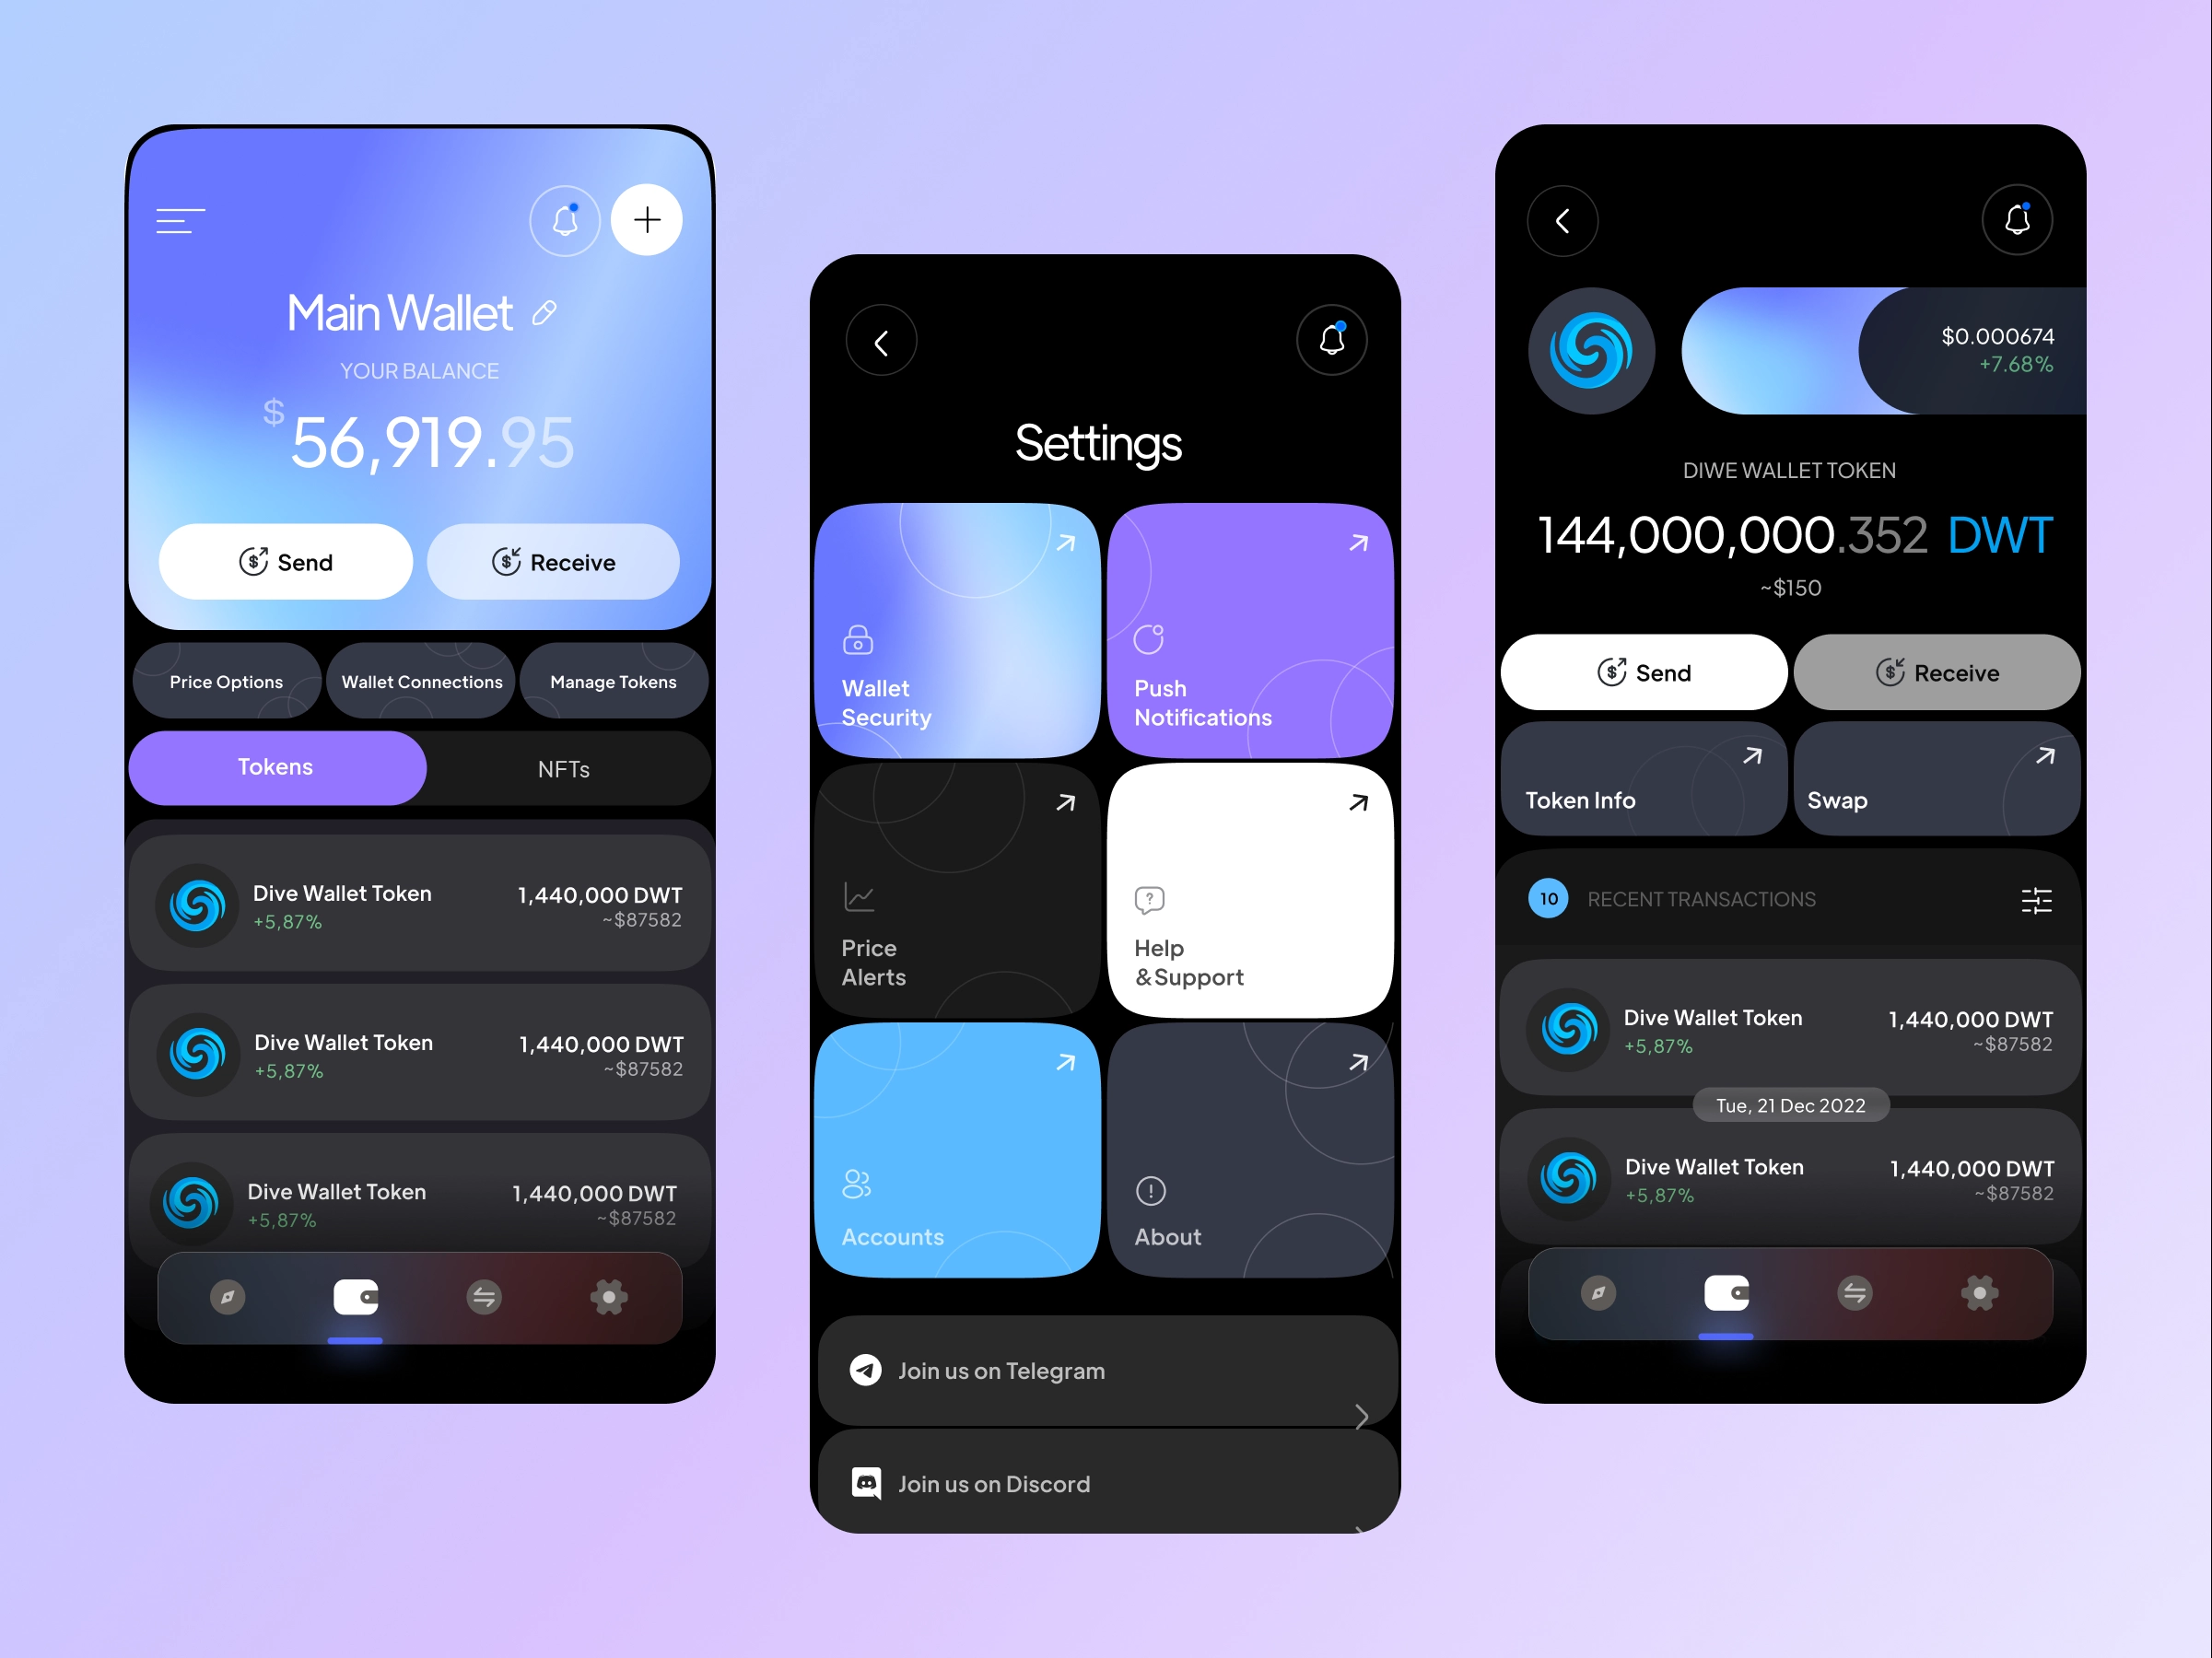 Main Wallet
YOUR BALANCE
$56,919.95
Send
Receive
Price Options
Wallet Connections
Manage Tokens
Tokens
NFTs
Dive Wallet Token
1,440,000 DWT
+5,87%
~$87582
Dive Wallet Token
1,440,000 DWT
+5,87%
~$87582
Dive Wallet Token
1,440,000 DWT
+5,87%
~$87582
Settings
Wallet
Security
Push
Notifications
Price
Alerts
Help
&Support
Accounts
About
Join us on Telegram
Join us on Discord
$0.000674
+7.68%
DIWE WALLET TOKEN
144,000,000.352 DWT
~$150
Send
Receive
Token Info
Swap
10 RECENT TRANSACTIONS
Dive Wallet Token
1,440,000 DWT
+5,87%
~$87582
Tue, 21 Dec 2022
Dive Wallet Token
1,440,000 DWT
+5,87%
~$87582